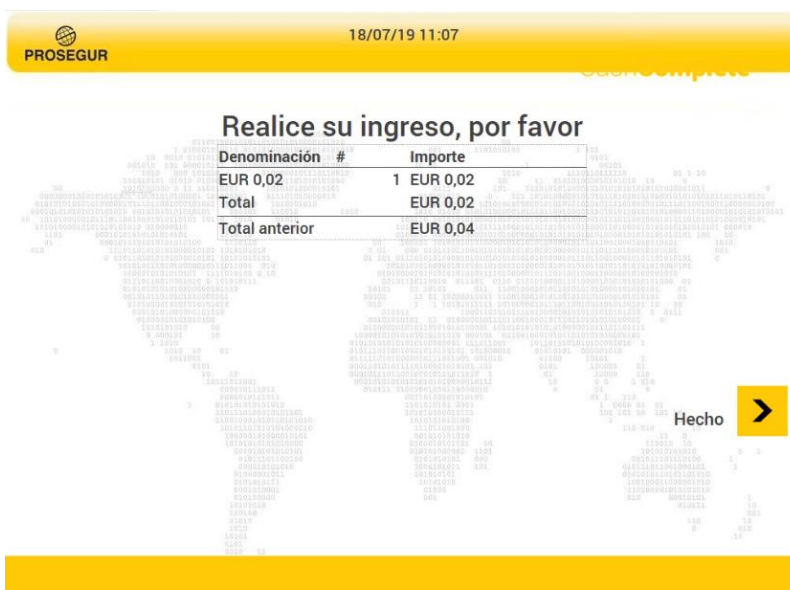 PROSEGUR
18/07/19 11:07
Realice su ingreso, por favor
Denominación # Importe
EUR 0,02 1 EUR 0,02
Total EUR 0,02
Total anterior EUR 0,04
Hecho